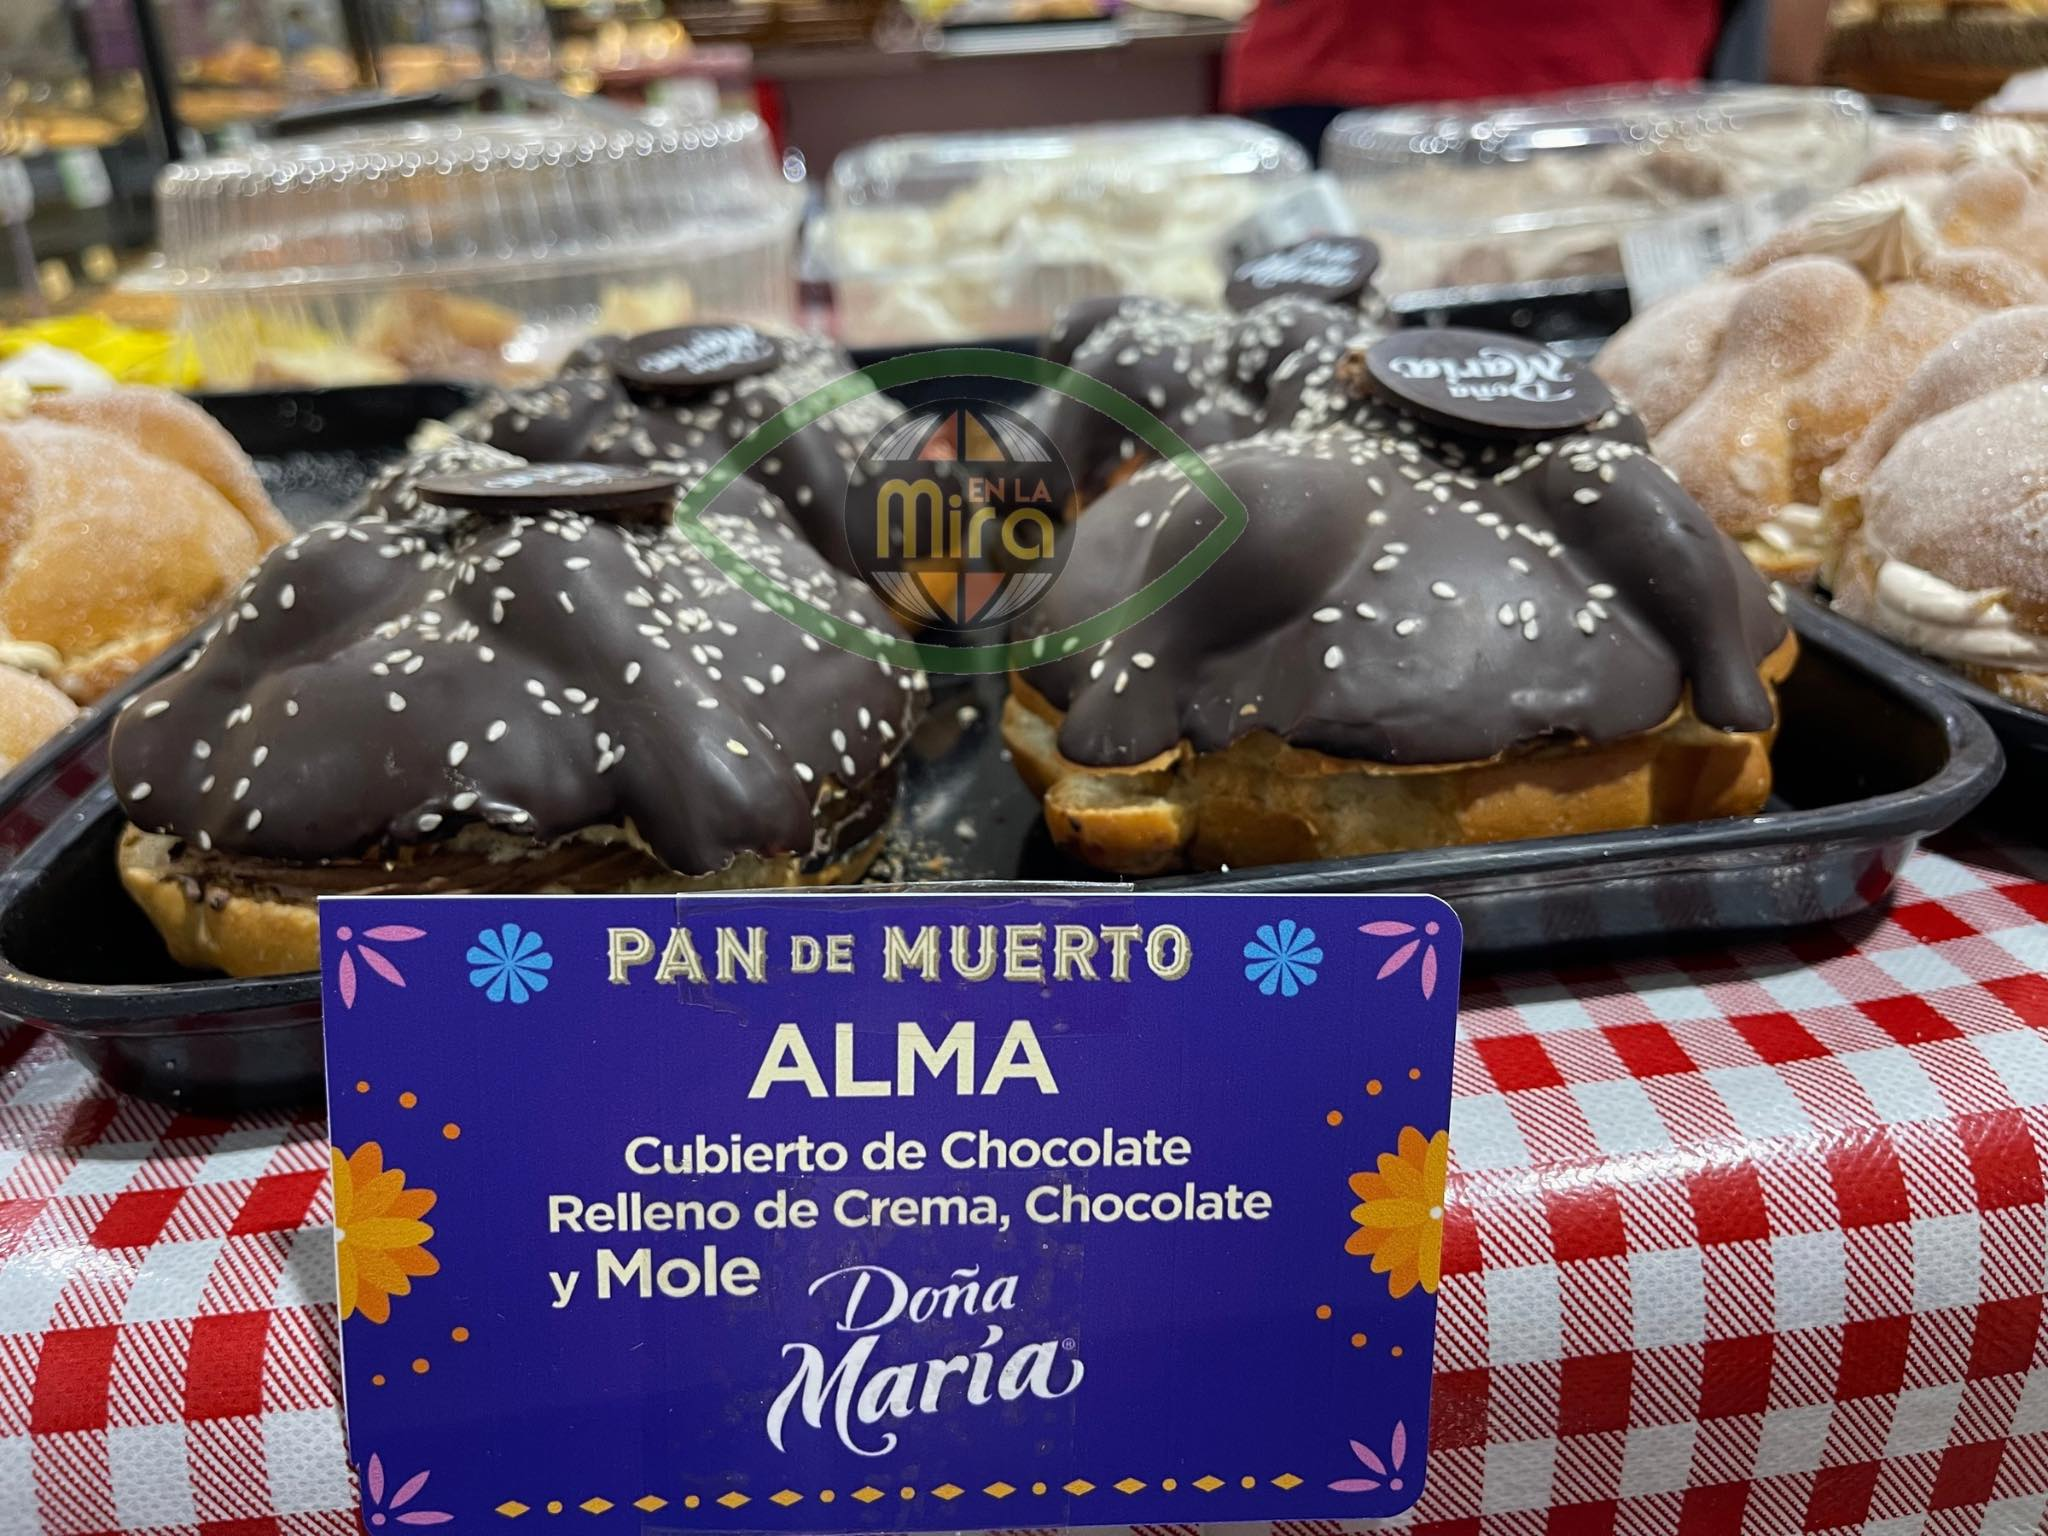 Doña
María
EN LA
Mira
PAN DE MUERTO
ALMA
Cubierto de Chocolate
Relleno de Crema, Chocolate
y Mole
Doña
María®